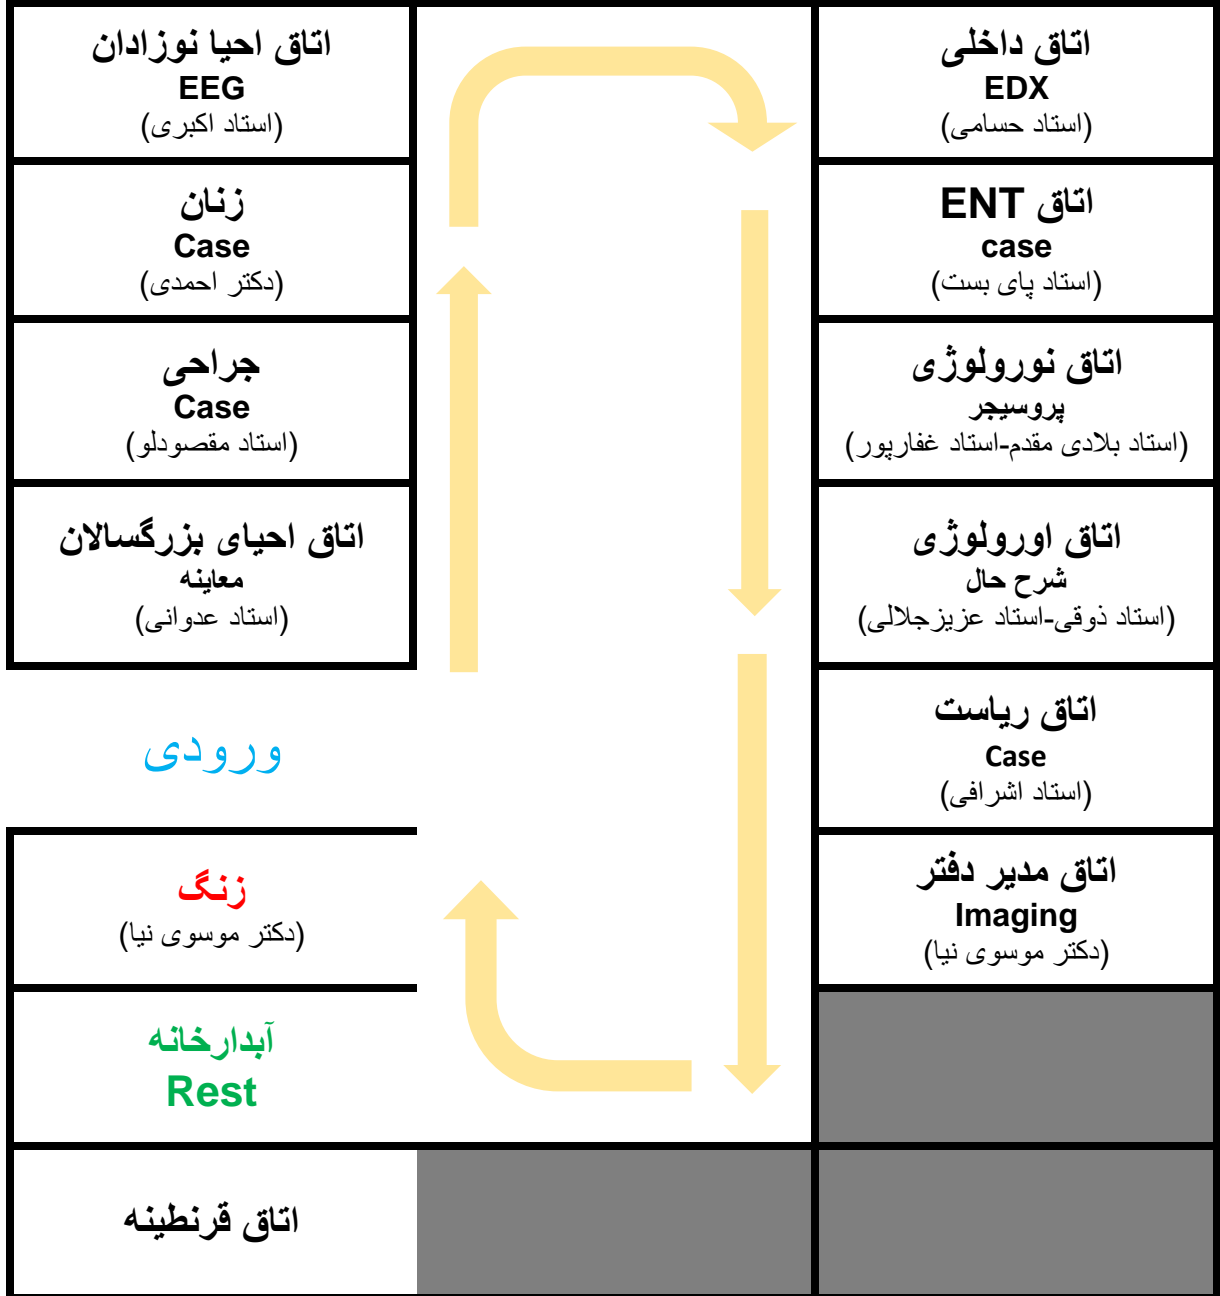 اتاق داخلی
EDX
(استاد حسامی)
اتاق ENT
case
(استاد پای بست)
اتاق نورولوژی
پروسیجر
(استاد بلادی مقدم-استاد غفارپور)
اتاق اورولوژی
شرح حال
(استاد ذوقی-استاد عزیزجلالی)
اتاق ریاست
Case
(استاد اشرافی)
اتاق مدیر دفتر
Imaging
(دکتر موسوی نیا)
اتاق احیا نوزادان
EEG
(استاد اکبری)
زنان
Case
(دکتر احمدی)
جراحی
Case
(استاد مقصودلو)
اتاق احیای بزرگسالان
معاینه
(استاد عدوانی)
ورودی
زنگ
(دکتر موسوی نیا)
آبدارخانه
Rest
اتاق قرنطینه